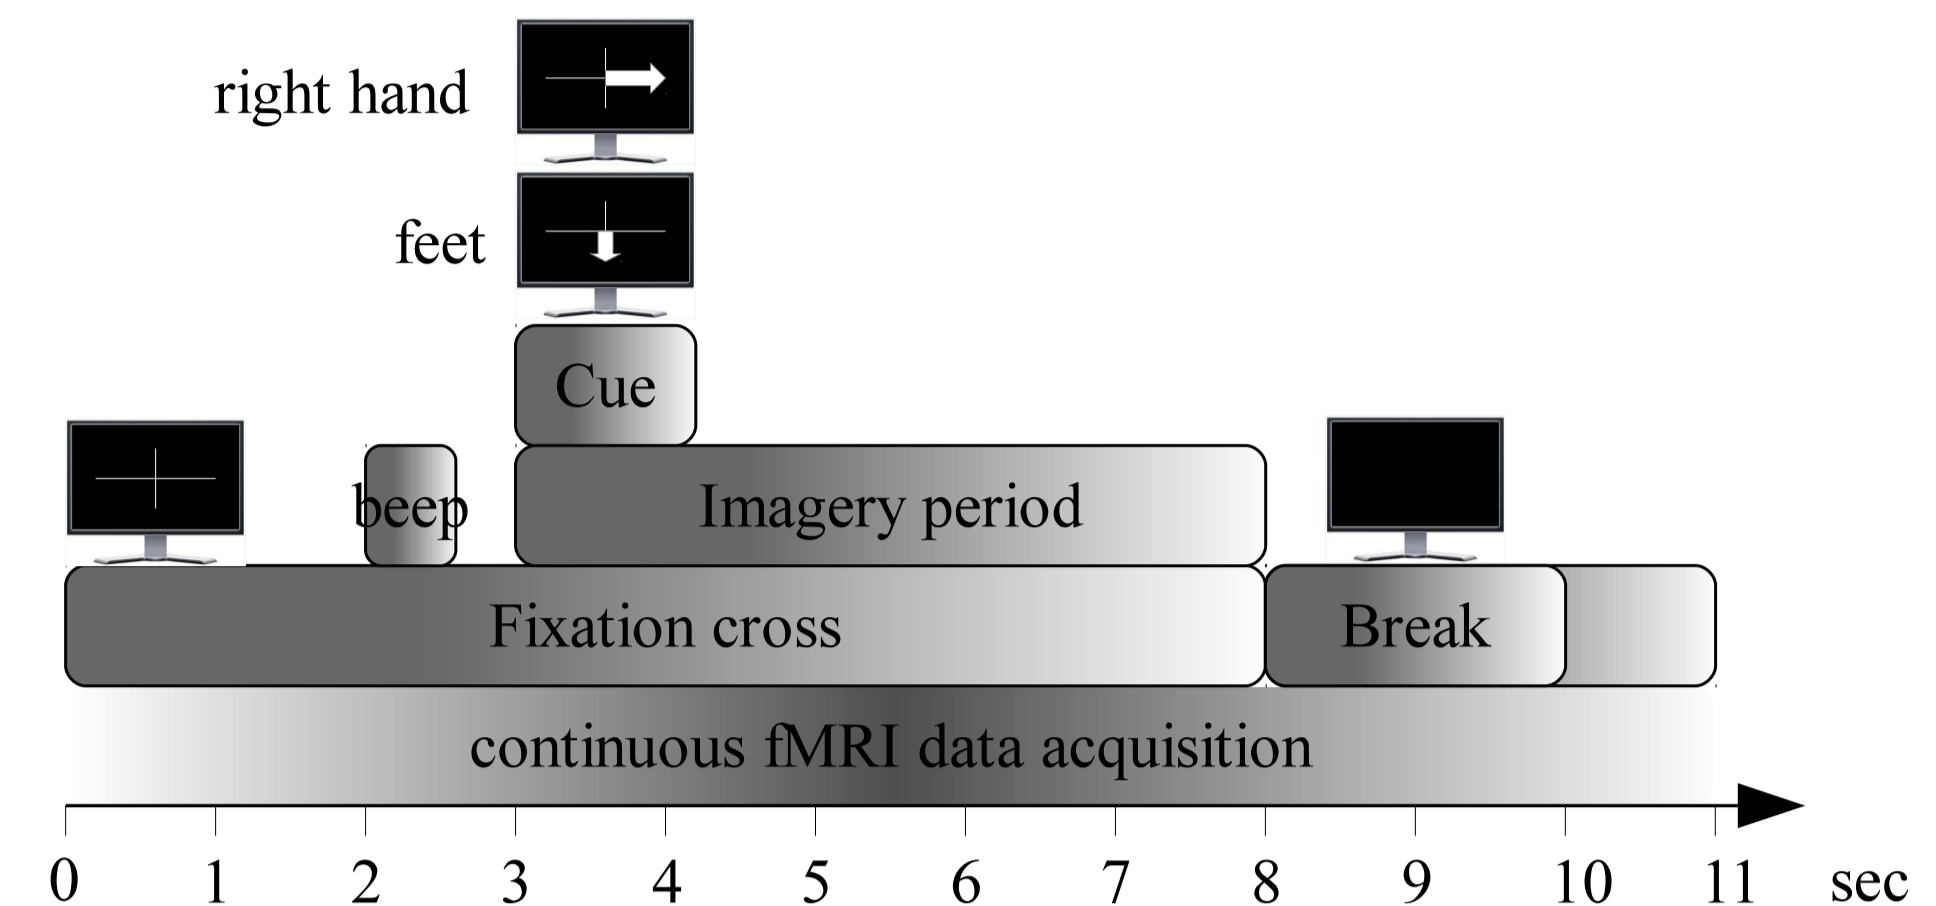 right hand
feet
Cue
beep
Imagery period
Fixation cross
Break
continuous fMRI data acquisition
0 1 2 3 4 5 6 7 8 9 10 11 sec